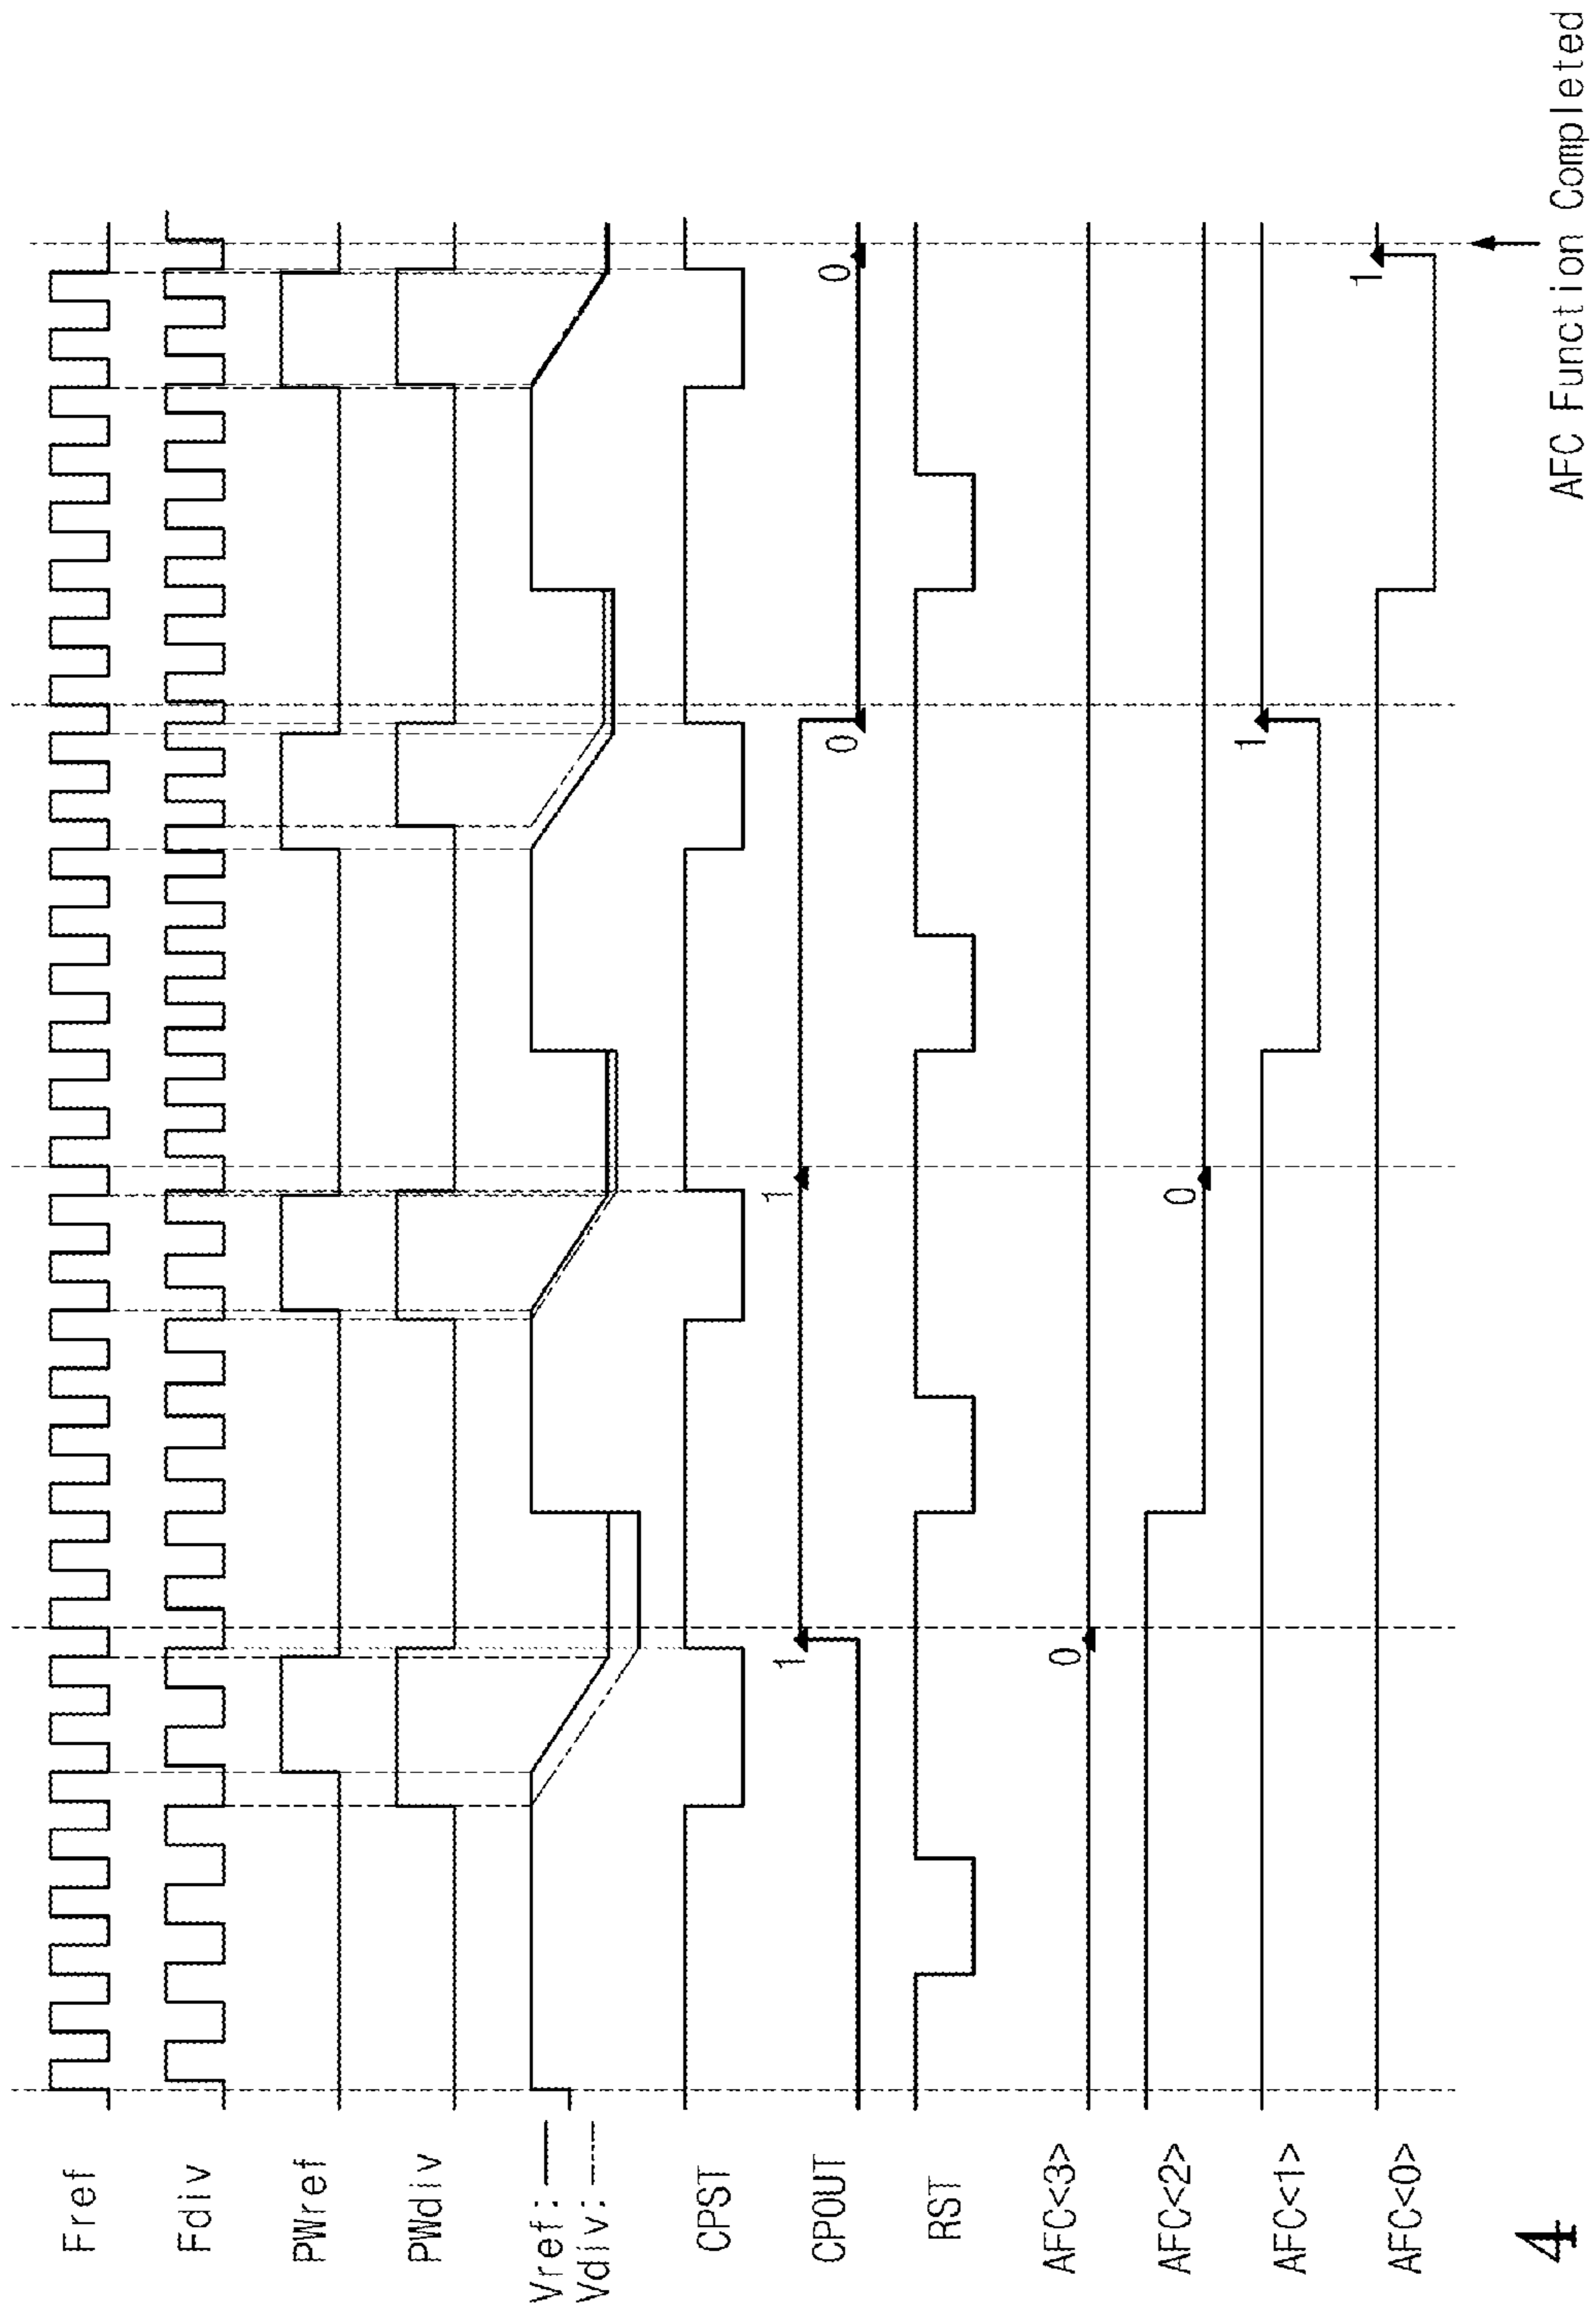 Fref
Fdiv
PWref
PWdiv
Vref:
Vdiv:
CPST
CPOUT
1
1
0
0
RST
AFC<3>
0
AFC<2>
0
AFC<1>
1
AFC<0>
1
AFC Function Completed
4